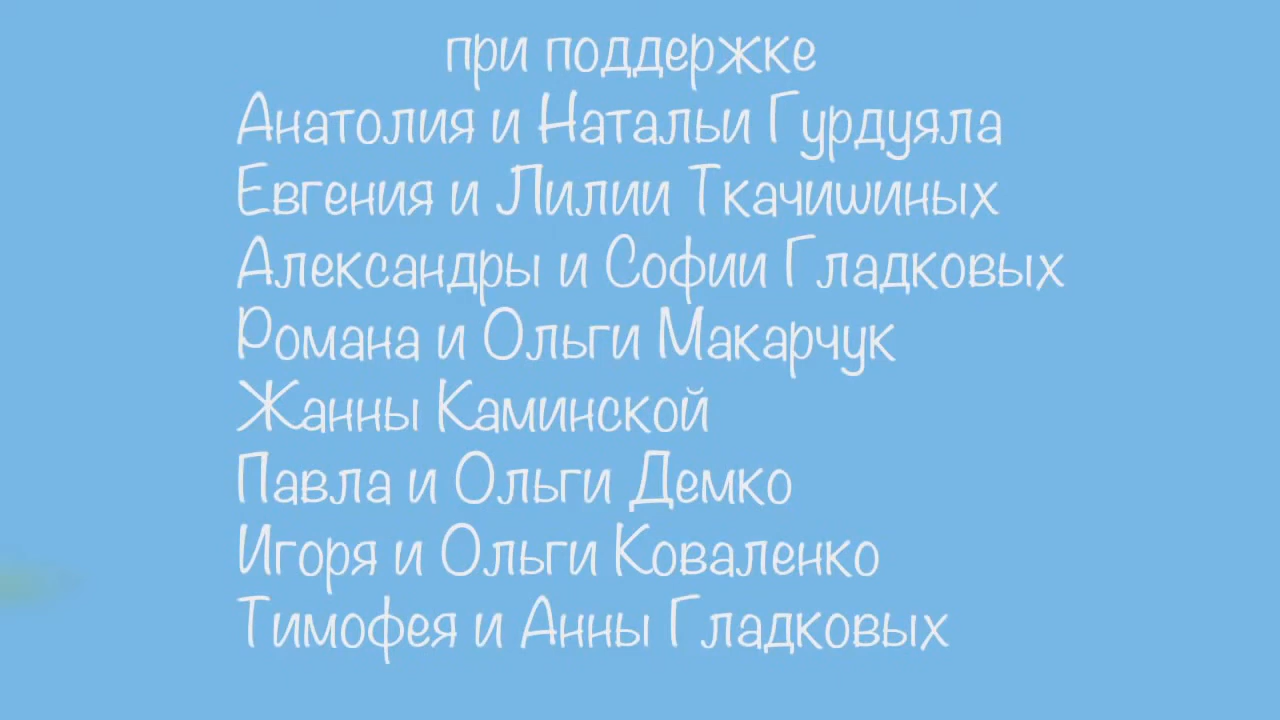 при поддержке
Анатолия и Натальи Гурдуяла
Евгения и Лилии Ткачишиных
Александры и Софии Гладковых
Романа и Ольги Макарчук
Жанны Каминской
Павла и Ольги Демко
Игоря и Ольги Коваленко
Тимофея и Анны Гладковых